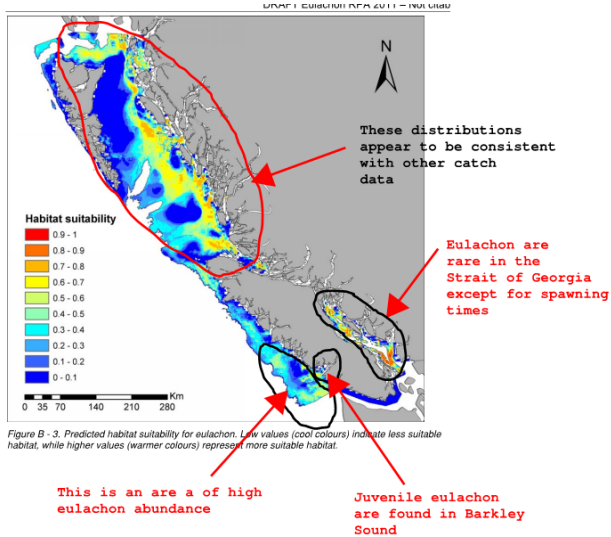 DRAFT Eulachon RPA 2011 – Not citab
N
These distributions
appear to be consistent
with other catch
data
Habitat suitability
0.9 - 1
0.8 - 0.9
0.7 - 0.8
0.6 - 0.7
0.5 - 0.6
0.4 - 0.5
0.3 - 0.4
0.2 - 0.3
0.1 - 0.2
0 - 0.1
Eulachon are
rare in the
Strait of Georgia
except for spawning
times
Km
0 35 70 140 210 280
Figure B - 3. Predicted habitat suitability for eulachon. Low values (cool colours) indicate less suitable
habitat, while higher values (warmer colours) represent more suitable habitat.
This is an are a of high
eulachon abundance
Juvenile eulachon
are found in Barkley
Sound